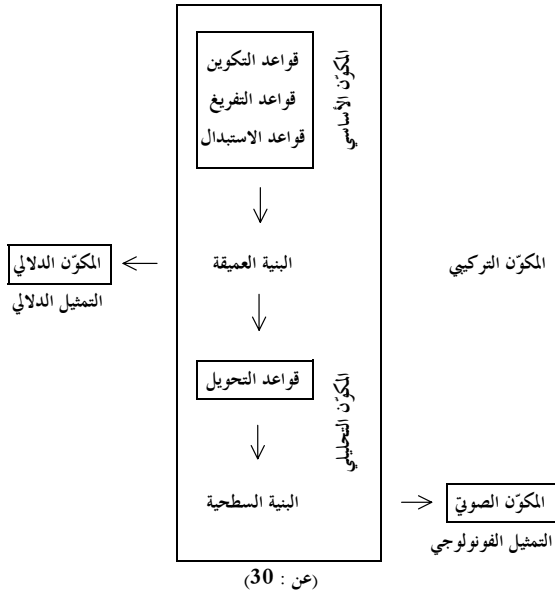 قواعد التكوين
قواعد التفريغ
قواعد الاستبدال
المكوّن الأساسي
البنية العميقة
المكوّن الدلالي
التمثيل الدلالي
المكوّن التركيبي
قواعد التحويل
المكوّن التحليلي
البنية السطحية
المكوّن الصوتيّ
التمثيل الفونولوجي
(عن : 30)